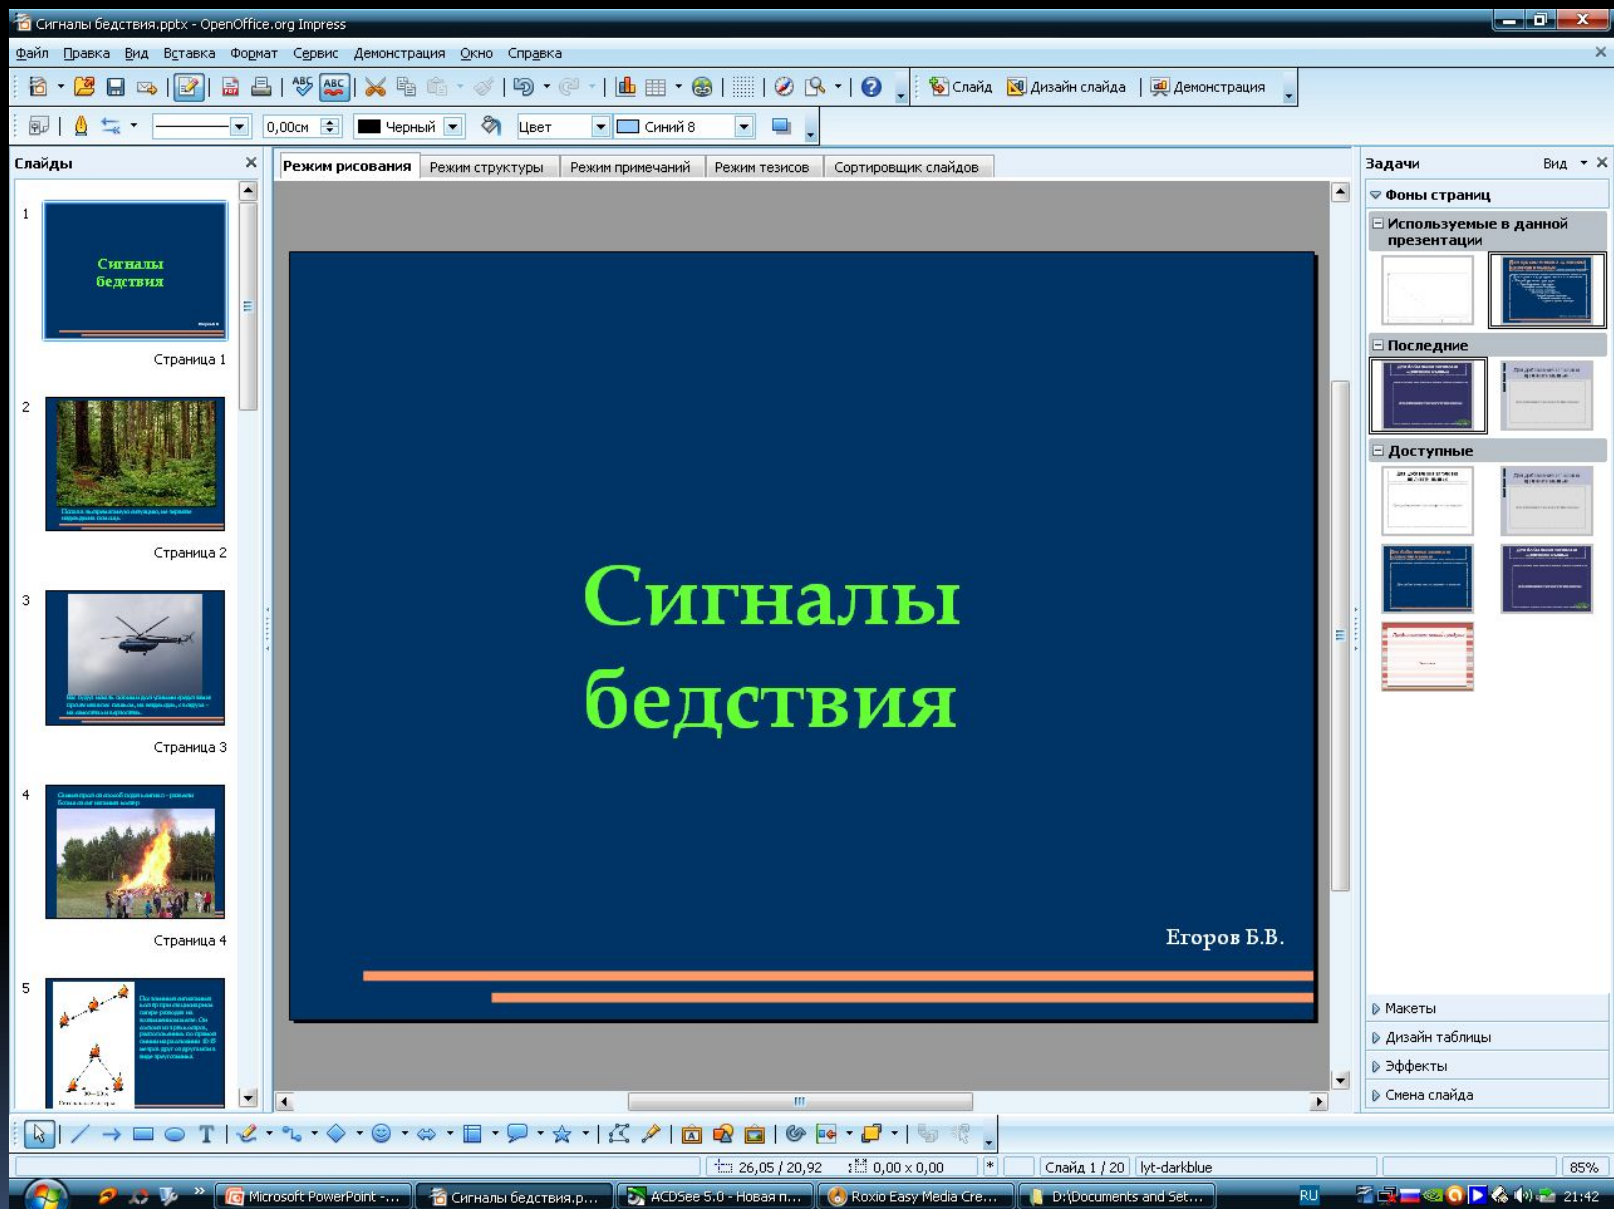 Сигналы бедствия.pptx - OpenOffice.org Impress
Файл Правка Вид Вставка Формат Сервис Демонстрация Окно Справка
Слайд Дизайн слайда Демонстрация
0,00см Черный Цвет Синий 8
Слайды
Режим рисования Режим структуры Режим примечаний Режим тезисов Сортировщик слайдов
Задачи Вид
Фоны страниц
Используемые в данной
презентации
Последние
Доступные
Макеты
Дизайн таблицы
Эффекты
Смена слайда
1
Сигналы
бедствия
Страница 1
2
Страница 2
3
Страница 3
4
Страница 4
5
Сигналы
бедствия
Егоров Б.В.
26,05 / 20,92 0,00 x 0,00 * Слайд 1 / 20 lyt-darkblue 85%
Microsoft PowerPoint -... Сигналы бедствия.p... ACDSee 5.0 - Новая п... Roxio Easy Media Cre... D:\Documents and Set... RU 21:42